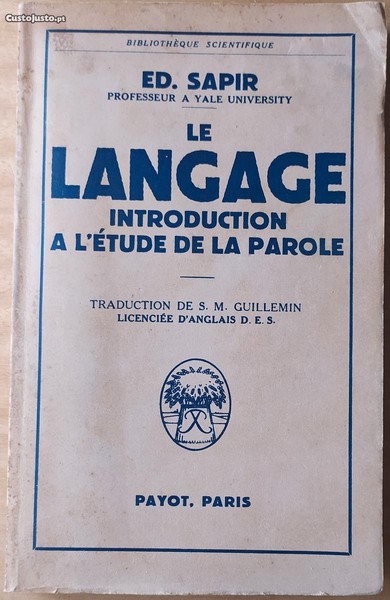 Custojusto.pt
BIBLIOTHÈQUE SCIENTIFIQUE
ED. SAPIR
PROFESSEUR A YALE UNIVERSITY
LE
LANGAGE
INTRODUCTION
A L'ÉTUDE DE LA PAROLE
TRADUCTION DE S. M. GUILLEMIN
LICENCIÉE D'ANGLAIS D. E. S.
PAYOT, PARIS